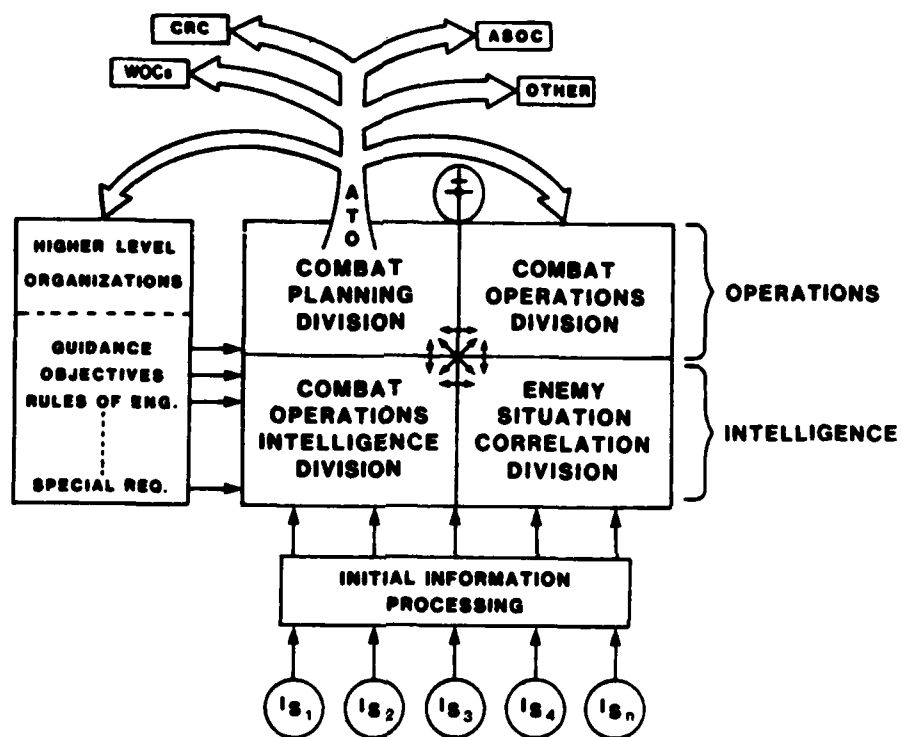 CRC
ASOC
WOCs
OTHER
ATO
HIGHER LEVEL
ORGANIZATIONS
GUIDANCE
OBJECTIVES
RULES OF ENG.
SPECIAL REQ.
COMBAT
PLANNING
DIVISION
COMBAT
OPERATIONS
DIVISION
OPERATIONS
COMBAT
OPERATIONS
INTELLIGENCE
DIVISION
ENEMY
SITUATION
CORRELATION
DIVISION
INTELLIGENCE
INITIAL INFORMATION
PROCESSING
IS1
IS2
IS3
IS4
ISn